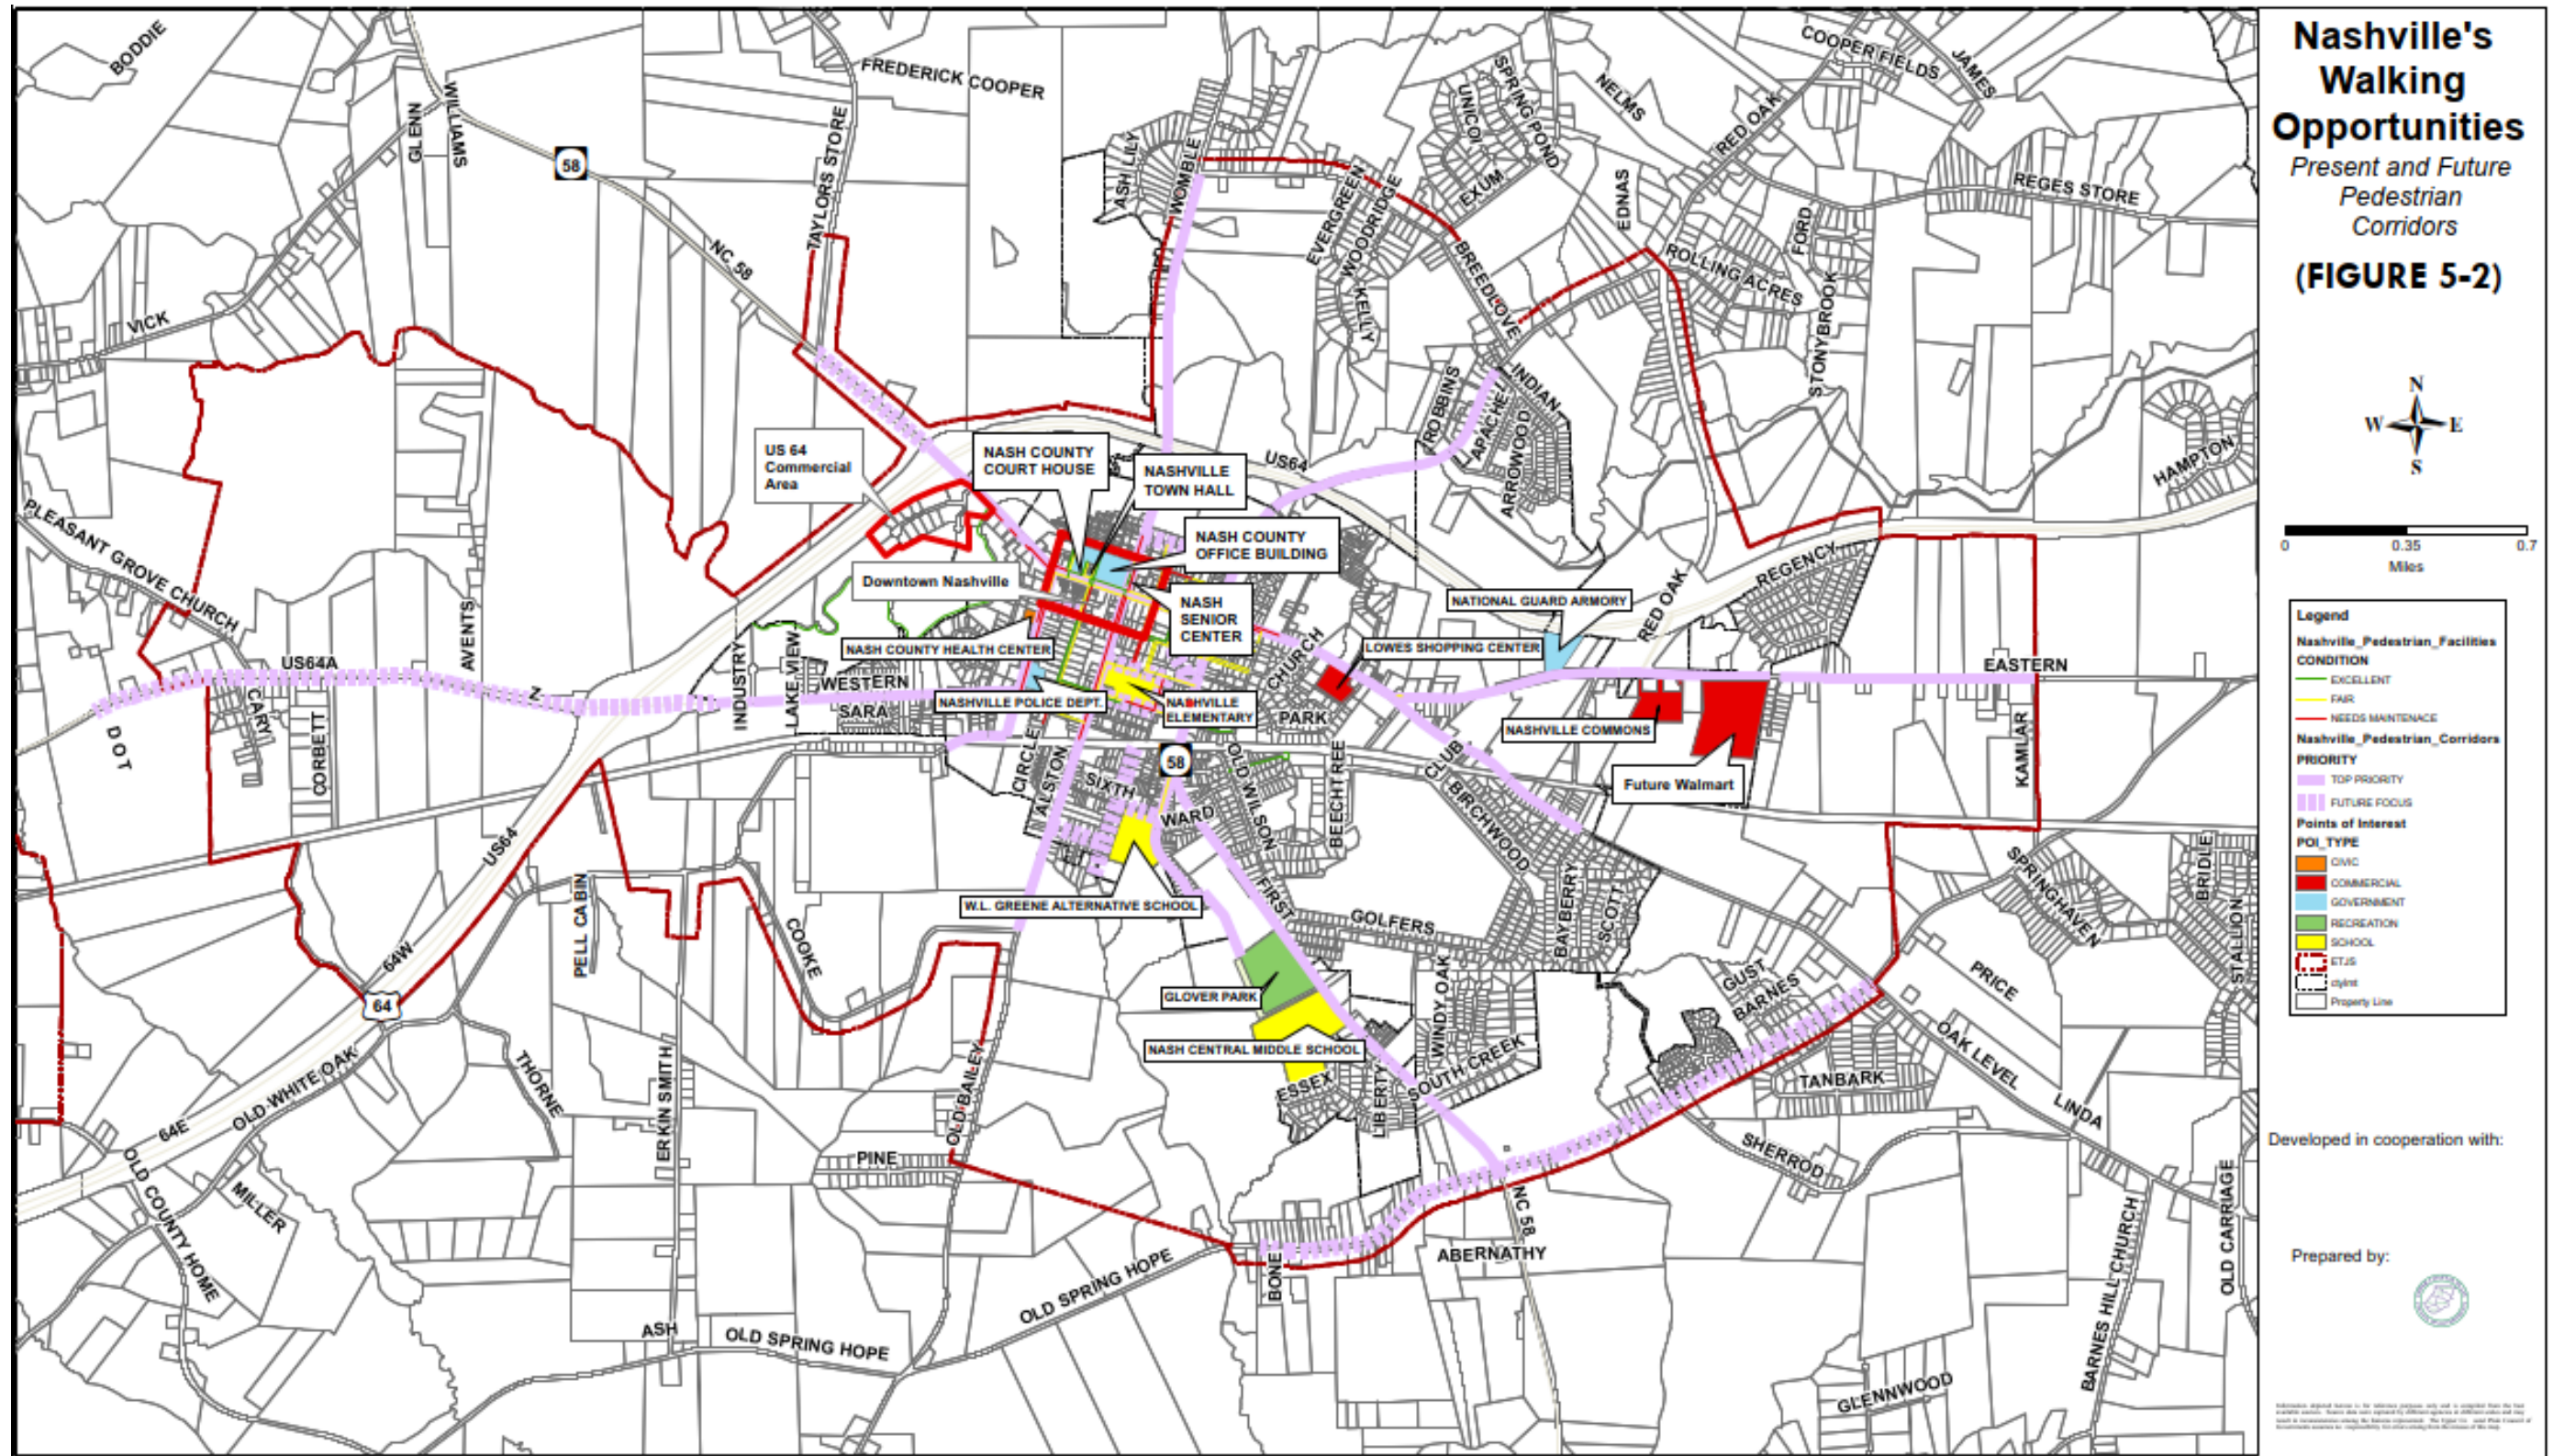 Nashville's
Walking
Opportunities
Present and Future
Pedestrian
Corridors
(FIGURE 5-2)
N
W E
S
0 0.35 0.7
Miles
Legend
Nashville_Pedestrian_Facilities
CONDITION
EXCELLENT
FAIR
NEEDS MAINTENACE
Nashville_Pedestrian_Corridors
PRIORITY
TOP PRIORITY
FUTURE FOCUS
Points of Interest
POI_TYPE
CIVIC
COMMERCIAL
GOVERNMENT
RECREATION
SCHOOL
ETJS
Property Line
Developed in cooperation with:
Prepared by:
BODDIE
GLENN
WILLIAMS
58
FREDERICK COOPER
TAYLORS STORE
NC 58
VICK
ASH LILY
WOMBLE
EVERGREEN
WOODRIDGE
KELLY
UNICOI
SPRING POND
EXUM
NELMS
EDNAS
BREEDLOVE
COOPER FIELDS
JAMES
RED OAK
REGES STORE
FORD
ROLLING ACRES
STONYBROOK
HAMPTON
ROBBINS
APACHE
INDIAN
ARROWOOD
US64
US 64
Commercial
Area
NASH COUNTY
COURT HOUSE
NASHVILLE
TOWN HALL
NASH COUNTY
OFFICE BUILDING
Downtown Nashville
NASH
SENIOR
CENTER
NATIONAL GUARD ARMORY
RED OAK
REGENCY
PLEASANT GROVE CHURCH
AVENTS
US64A
Z
DOT
CARY
CORBETT
INDUSTRY
LAKE VIEW
WESTERN
SARA
NASH COUNTY HEALTH CENTER
NASHVILLE POLICE DEPT.
NASHVILLE
ELEMENTARY
CHURCH
PARK
LOWES SHOPPING CENTER
EASTERN
NASHVILLE COMMONS
Future Walmart
KAMLAR
CIRCLE
ALSTON
SIXTH
58
WARD
OLD WILSON
BEECHTREE
CLUB
BIRCHWOOD
BAYBERRY
SCOTT
US64
64W
64
64E
OLD WHITE OAK
PELL CABIN
COOKE
W.L. GREENE ALTERNATIVE SCHOOL
FIRST
GOLFERS
WINDY OAK
GLOVER PARK
NASH CENTRAL MIDDLE SCHOOL
ESSEX
LIBERTY
SOUTH CREEK
GUST
BARNES
SPRINGHAVEN
BRIDLE
STALLION
PRICE
OAK LEVEL
TANBARK
LINDA
SHERROD
THORNE
ERKIN SMITH
OLD BAILEY
PINE
OLD COUNTY HOME
MILLER
ASH
OLD SPRING HOPE
OLD SPRING HOPE
BONE
NC 58
ABERNATHY
GLENNWOOD
BARNES HILL CHURCH
OLD CARRIAGE